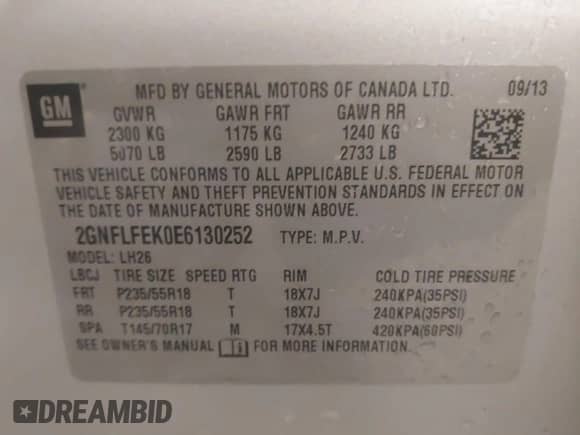 GM
MFD BY GENERAL MOTORS OF CANADA LTD. 09/13
GVWR GAWR FRT GAWR RR
2300 KG 1175 KG 1240 KG
5070 LB 2590 LB 2733 LB
THIS VEHICLE CONFORMS TO ALL APPLICABLE U.S. FEDERAL MOTOR
VEHICLE SAFETY AND THEFT PREVENTION STANDARDS IN EFFECT ON
THE DATE OF MANUFACTURE SHOWN ABOVE.
2GNFLFEK0E6130252 TYPE: M.P.V.
MODEL: LH26
LBCJ TIRE SIZE SPEED RTG RIM COLD TIRE PRESSURE
FRT P235/55R18 T 18X7J 240KPA(35PSI)
RR P235/55R18 T 18X7J 240KPA(35PSI)
SPA T145/70R17 M 17X4.5T 420KPA(60PSI)
SEE OWNER'S MANUAL FOR MORE INFORMATION.
DREAMBID